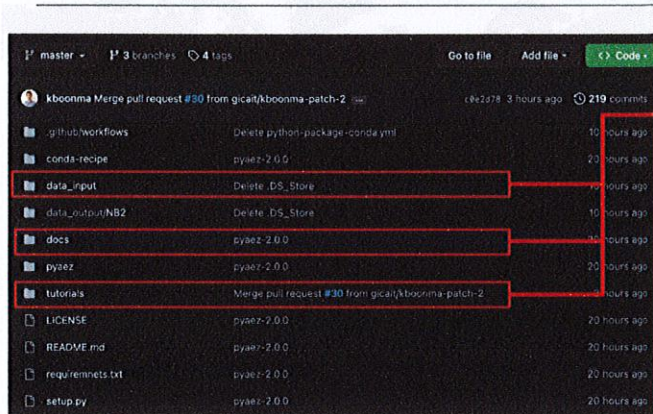 master 3 branches 4 tags Go to file Add file Code
kboonma Merge pull request #30 from gicait/kboonma-patch-2 c0e2d78 3 hours ago 219 commits
.github/workflows Delete python-package-conda.yml 10 hours ago
conda-recipe pyaez-2.0.0 20 hours ago
data_input Delete .DS_Store hours ago
data_output/NB2 Delete .DS_Store 10 hours ago
docs pyaez-2.0.0 hours ago
pyaez pyaez-2.0.0 20 hours ago
tutorials Merge pull request #30 from gicait/kboonma-patch-2 hours ago
LICENSE pyaez-2.0.0 20 hours ago
README.md pyaez-2.0.0 20 hours ago
requiremnets.txt pyaez-2.0.0 20 hours ago
setup.py pyaez-2.0.0 20 hours ago